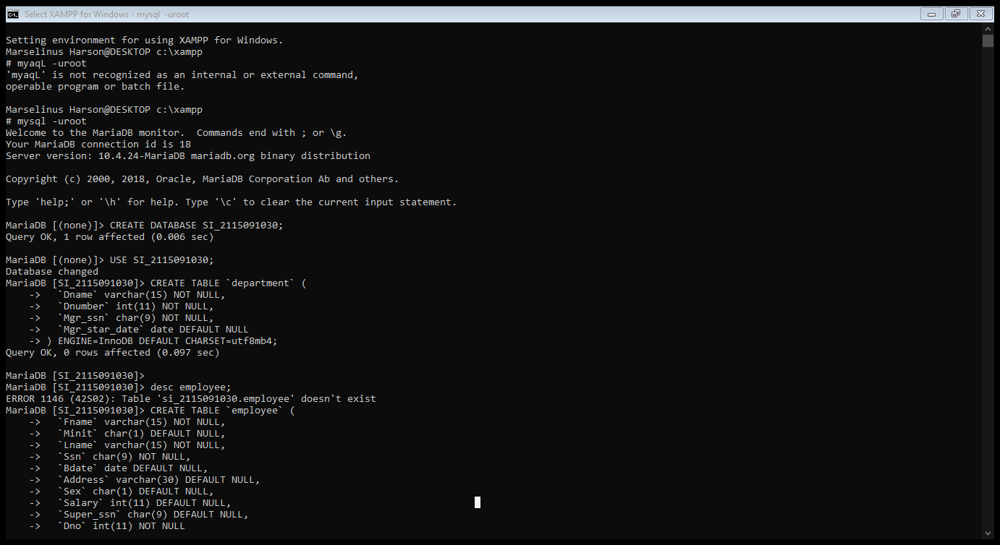 Select XAMPP for Windows - mysql  -uroot
Setting environment for using XAMPP for Windows.
Marselinus Harson@DESKTOP c:\xampp
# myaqL -uroot
'myaqL' is not recognized as an internal or external command,
operable program or batch file.
Marselinus Harson@DESKTOP c:\xampp
# mysql -uroot
Welcome to the MariaDB monitor.  Commands end with ; or \g.
Your MariaDB connection id is 18
Server version: 10.4.24-MariaDB mariadb.org binary distribution
Copyright (c) 2000, 2018, Oracle, MariaDB Corporation Ab and others.
Type 'help;' or '\h' for help. Type '\c' to clear the current input statement.
MariaDB [(none)]> CREATE DATABASE SI_2115091030;
Query OK, 1 row affected (0.006 sec)
MariaDB [(none)]> USE SI_2115091030;
Database changed
MariaDB [SI_2115091030]> CREATE TABLE `department` (
    ->   `Dname` varchar(15) NOT NULL,
    ->   `Dnumber` int(11) NOT NULL,
    ->   `Mgr_ssn` char(9) NOT NULL,
    ->   `Mgr_star_date` date DEFAULT NULL
    -> ) ENGINE=InnoDB DEFAULT CHARSET=utf8mb4;
Query OK, 0 rows affected (0.097 sec)
MariaDB [SI_2115091030]>
MariaDB [SI_2115091030]> desc employee;
ERROR 1146 (42S02): Table 'si_2115091030.employee' doesn't exist
MariaDB [SI_2115091030]> CREATE TABLE `employee` (
    ->   `Fname` varchar(15) NOT NULL,
    ->   `Minit` char(1) DEFAULT NULL,
    ->   `Lname` varchar(15) NOT NULL,
    ->   `Ssn` char(9) NOT NULL,
    ->   `Bdate` date DEFAULT NULL,
    ->   `Address` varchar(30) DEFAULT NULL,
    ->   `Sex` char(1) DEFAULT NULL,
    ->   `Salary` int(11) DEFAULT NULL,
    ->   `Super_ssn` char(9) DEFAULT NULL,
    ->   `Dno` int(11) NOT NULL